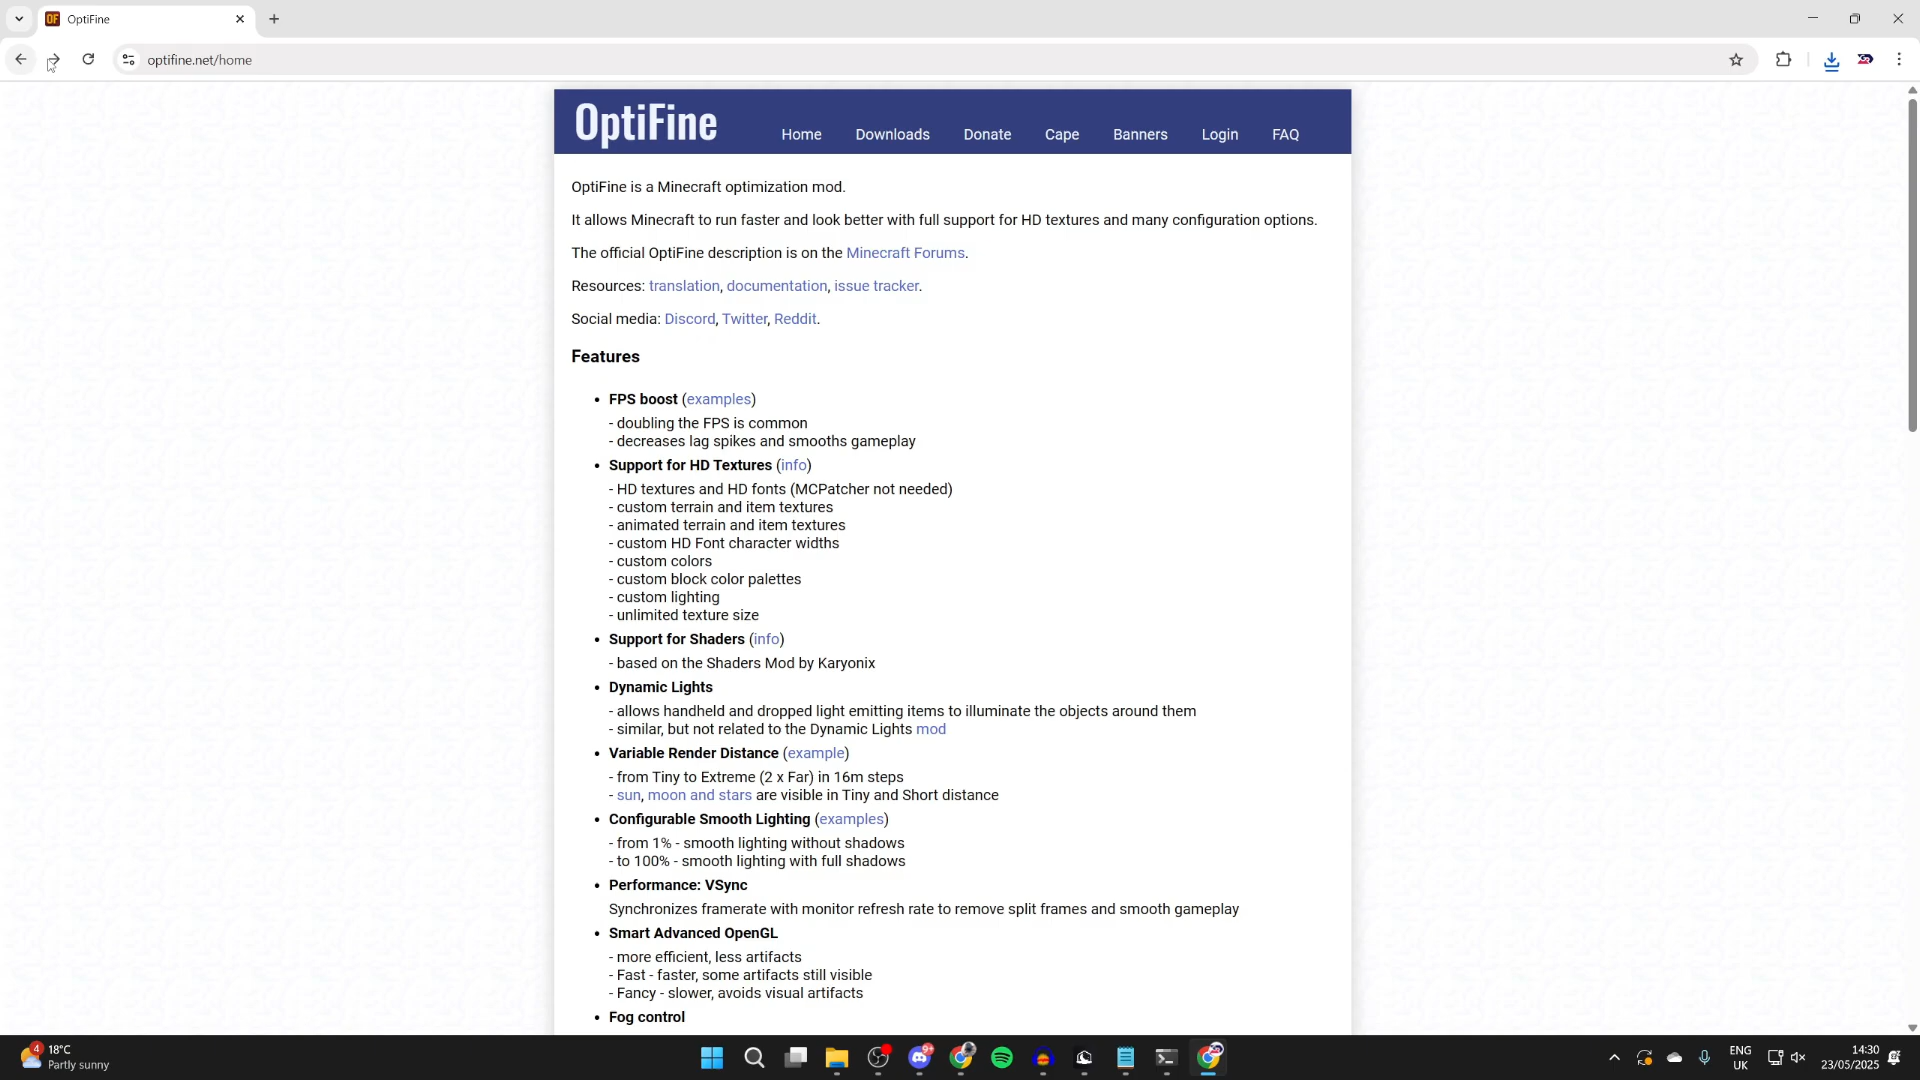 OptiFine
optifine.net/home
OptiFine
Home Downloads Donate Cape Banners Login FAQ
OptiFine is a Minecraft optimization mod.
It allows Minecraft to run faster and look better with full support for HD textures and many configuration options.
The official OptiFine description is on the Minecraft Forums.
Resources: translation, documentation, issue tracker.
Social media: Discord, Twitter, Reddit.
Features
• FPS boost (examples)
- doubling the FPS is common
- decreases lag spikes and smooths gameplay
• Support for HD Textures (info)
- HD textures and HD fonts (MCPatcher not needed)
- custom terrain and item textures
- animated terrain and item textures
- custom HD Font character widths
- custom colors
- custom block color palettes
- custom lighting
- unlimited texture size
• Support for Shaders (info)
- based on the Shaders Mod by Karyonix
• Dynamic Lights
- allows handheld and dropped light emitting items to illuminate the objects around them
- similar, but not related to the Dynamic Lights mod
• Variable Render Distance (example)
- from Tiny to Extreme (2 x Far) in 16m steps
- sun, moon and stars are visible in Tiny and Short distance
• Configurable Smooth Lighting (examples)
- from 1% - smooth lighting without shadows
- to 100% - smooth lighting with full shadows
• Performance: VSync
Synchronizes framerate with monitor refresh rate to remove split frames and smooth gameplay
• Smart Advanced OpenGL
- more efficient, less artifacts
- Fast - faster, some artifacts still visible
- Fancy - slower, avoids visual artifacts
• Fog control
4 18°C
Partly sunny
9+
ENG
UK
14:30
23/05/2025